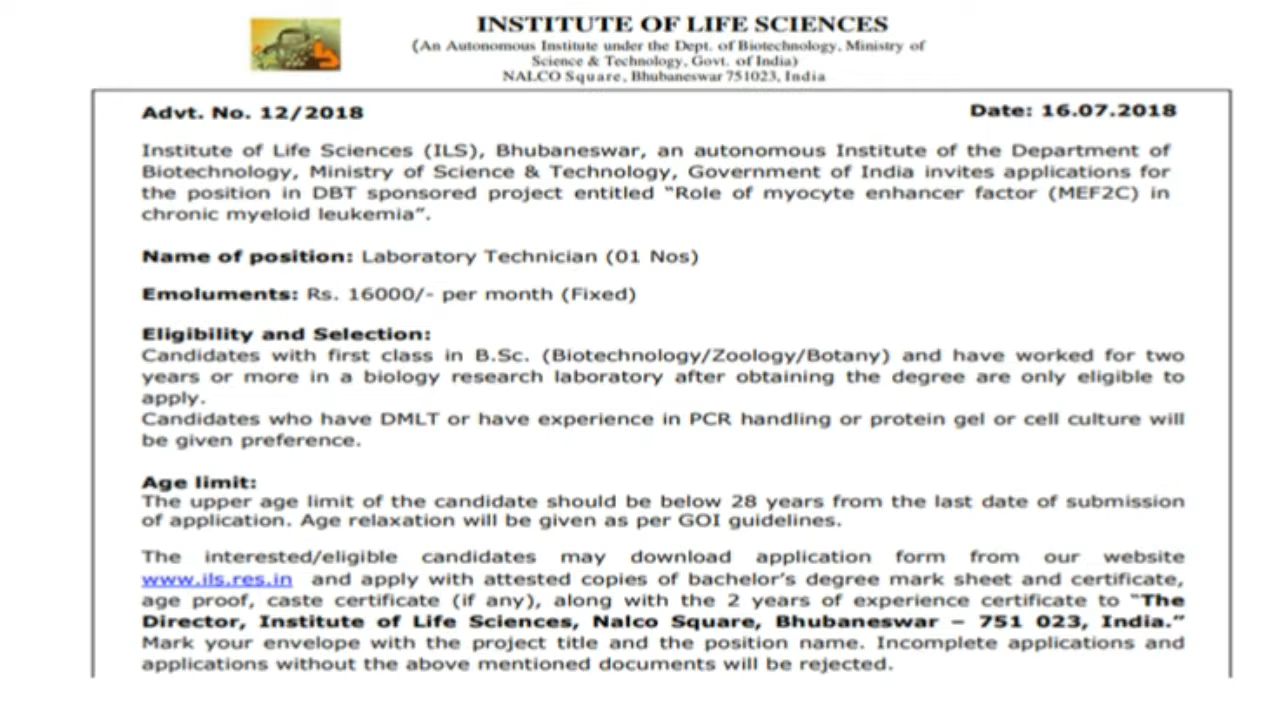 INSTITUTE OF LIFE SCIENCES
(An Autonomous Institute under the Dept. of Biotechnology, Ministry of
Science & Technology, Govt. of India)
NALCO Square, Bhubaneswar 751023, India
Advt. No. 12/2018 Date: 16.07.2018
Institute of Life Sciences (ILS), Bhubaneswar, an autonomous Institute of the Department of
Biotechnology, Ministry of Science & Technology, Government of India invites applications for
the position in DBT sponsored project entitled “Role of myocyte enhancer factor (MEF2C) in
chronic myeloid leukemia”.
Name of position: Laboratory Technician (01 Nos)
Emoluments: Rs. 16000/- per month (Fixed)
Eligibility and Selection:
Candidates with first class in B.Sc. (Biotechnology/Zoology/Botany) and have worked for two
years or more in a biology research laboratory after obtaining the degree are only eligible to
apply.
Candidates who have DMLT or have experience in PCR handling or protein gel or cell culture will
be given preference.
Age limit:
The upper age limit of the candidate should be below 28 years from the last date of submission
of application. Age relaxation will be given as per GOI guidelines.
The interested/eligible candidates may download application form from our website
www.ils.res.in and apply with attested copies of bachelor’s degree mark sheet and certificate,
age proof, caste certificate (if any), along with the 2 years of experience certificate to “The
Director, Institute of Life Sciences, Nalco Square, Bhubaneswar – 751 023, India.”
Mark your envelope with the project title and the position name. Incomplete applications and
applications without the above mentioned documents will be rejected.